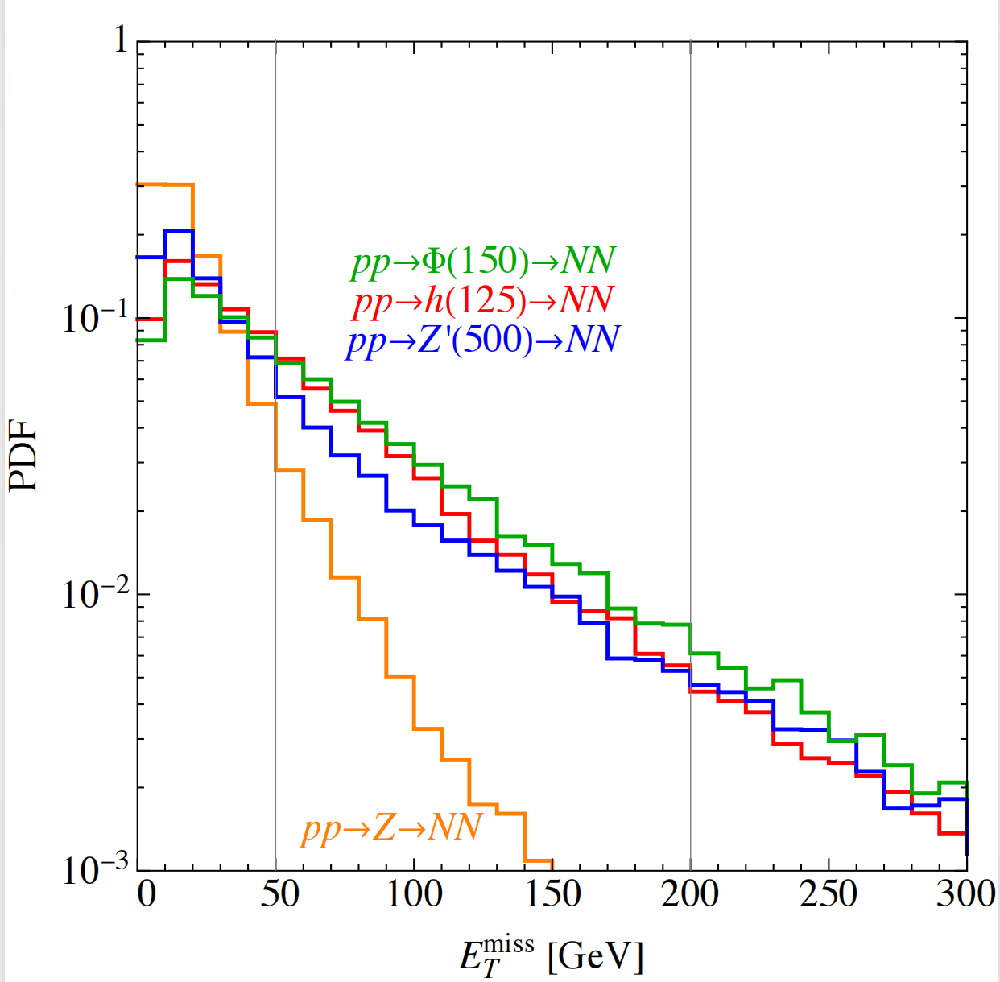 1
10⁻¹
10⁻²
10⁻³
PDF
pp→Φ(150)→NN
pp→h(125)→NN
pp→Z'(500)→NN
pp→Z→NN
0 50 100 150 200 250 300
E_T^miss [GeV]